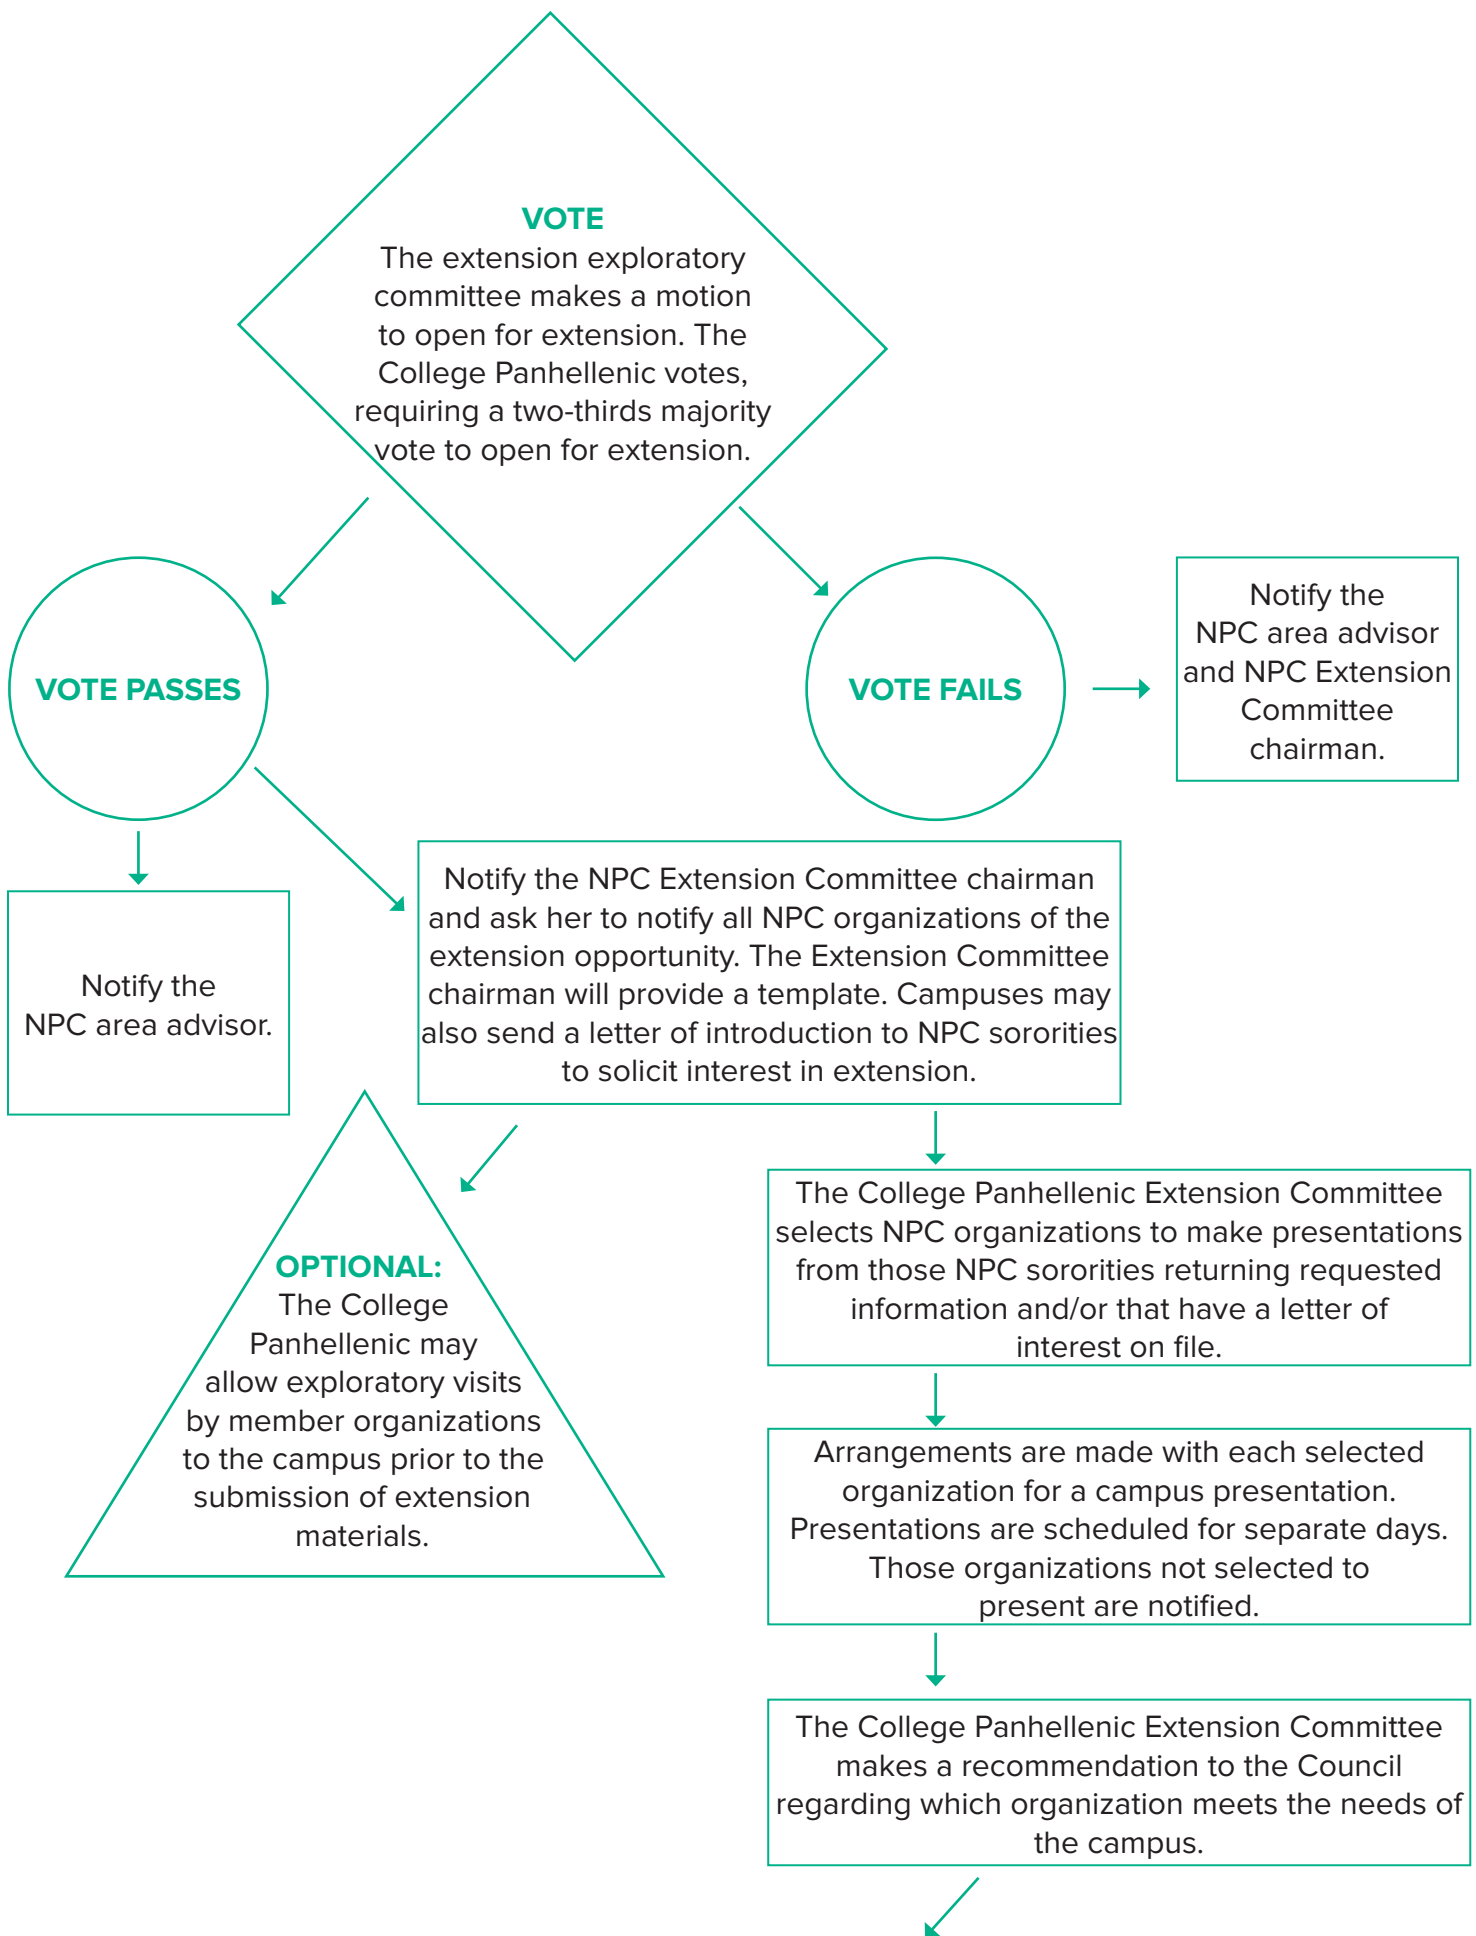 VOTE
The extension exploratory
committee makes a motion
to open for extension. The
College Panhellenic votes,
requiring a two-thirds majority
vote to open for extension.
VOTE PASSES
VOTE FAILS
Notify the
NPC area advisor
and NPC Extension
Committee
chairman.
Notify the
NPC area advisor.
Notify the NPC Extension Committee chairman
and ask her to notify all NPC organizations of the
extension opportunity. The Extension Committee
chairman will provide a template. Campuses may
also send a letter of introduction to NPC sororities
to solicit interest in extension.
OPTIONAL:
The College
Panhellenic may
allow exploratory visits
by member organizations
to the campus prior to the
submission of extension
materials.
The College Panhellenic Extension Committee
selects NPC organizations to make presentations
from those NPC sororities returning requested
information and/or that have a letter of
interest on file.
Arrangements are made with each selected
organization for a campus presentation.
Presentations are scheduled for separate days.
Those organizations not selected to
present are notified.
The College Panhellenic Extension Committee
makes a recommendation to the Council
regarding which organization meets the needs of
the campus.